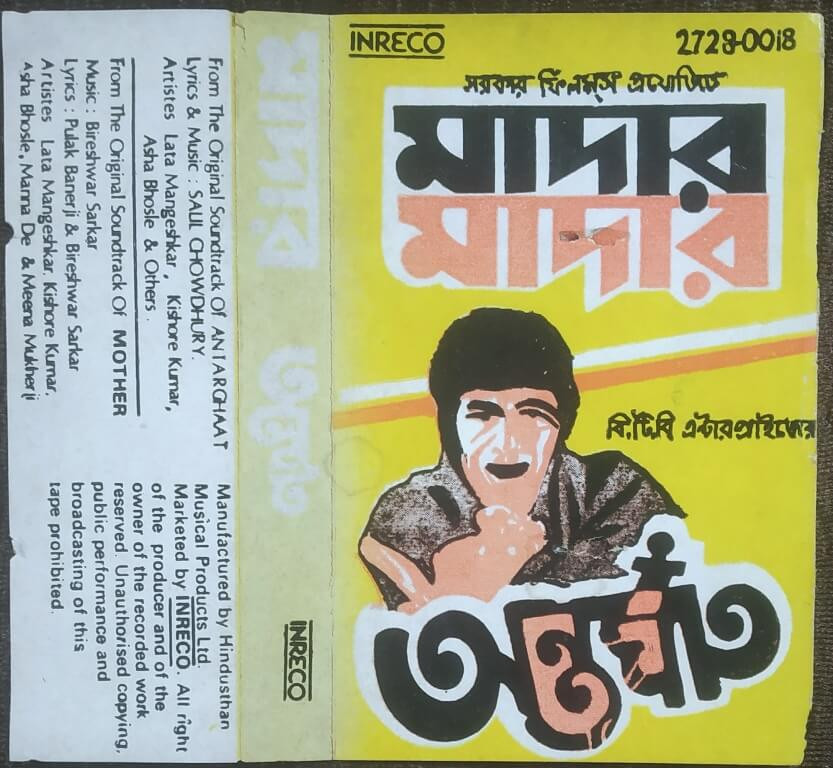 INRECO
2728-0018
সরকার ফিল্মস্ প্রযোজিত
মাদার
মাদার
বি.টি.বি এন্টারপ্রাইজের
অন্তর্ঘাত
মাদার
অন্তর্ঘাত
INRECO
From The Original Soundtrack Of ANTARGHAAT
Lyrics & Music : SALIL CHOWDHURY.
Artistes Lata Mangeshkar, Kishore Kumar,
Asha Bhosle & Others.
From The Original Soundtrack Of MOTHER
Music : Bireshwar Sarkar
Lyrics : Pulak Banerji & Bireshwar Sarkar
Artistes Lata Mangeshkar, Kishore Kumar,
Asha Bhosle, Manna De & Meena Mukherji
Manufactured by Hindusthan
Musical Products Ltd.
Marketed by INRECO. All right
of the producer and of the
owner of the recorded work
reserved. Unauthorised copying,
public performance and
broadcasting of this
tape prohibited.